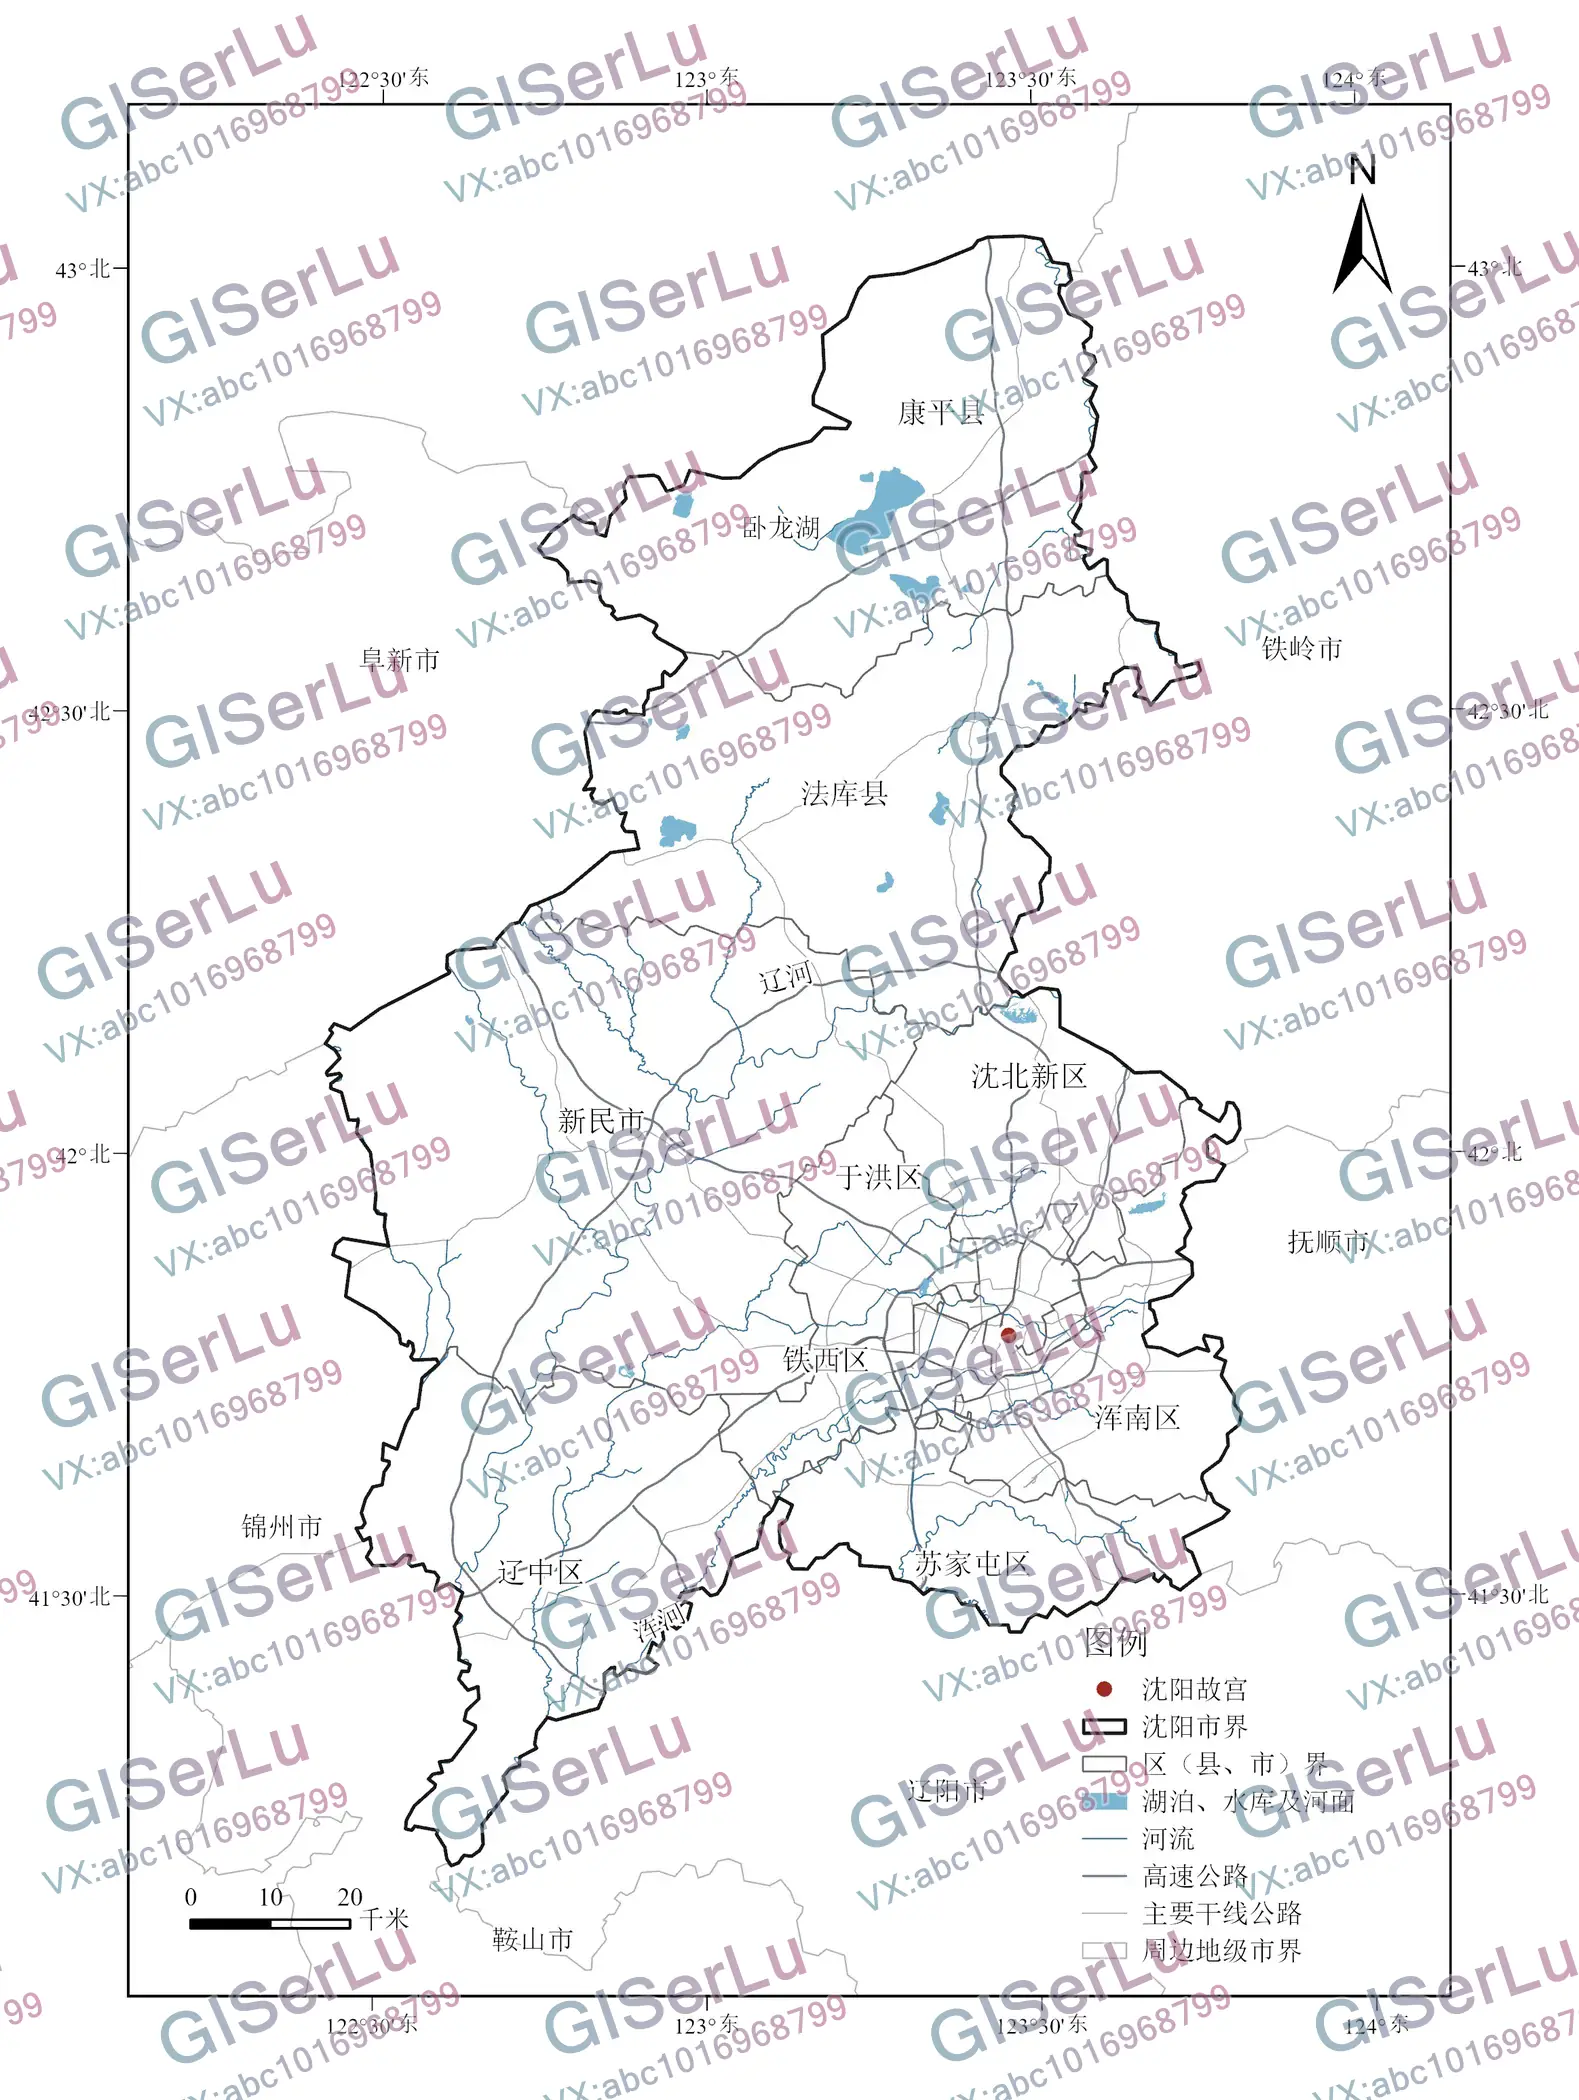 122°30'东
123°东
123°30'东
124°东
GISerLu
VX:abc1016968799
N
43°北
43°北
康平县
卧龙湖
阜新市
铁岭市
42°30'北
42°30'北
法库县
辽河
沈北新区
新民市
42°北
42°北
于洪区
抚顺市
铁西区
浑南区
锦州市
辽中区
苏家屯区
41°30'北
41°30'北
浑河
图例
沈阳故宫
沈阳市界
区（县、市）界
辽阳市
湖泊、水库及河面
河流
高速公路
0 10 20
千米
主要干线公路
鞍山市
周边地级市界
122°30'东
123°东
123°30'东
124°东